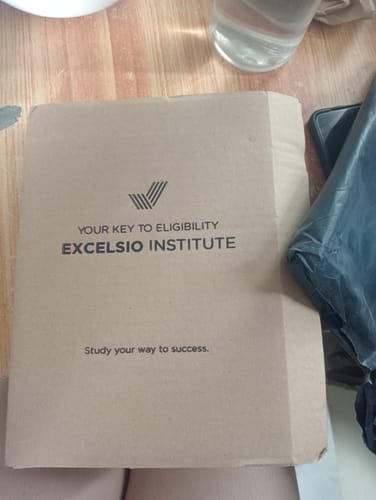 YOUR KEY TO ELIGIBILITY
EXCELSIO INSTITUTE
Study your way to success.